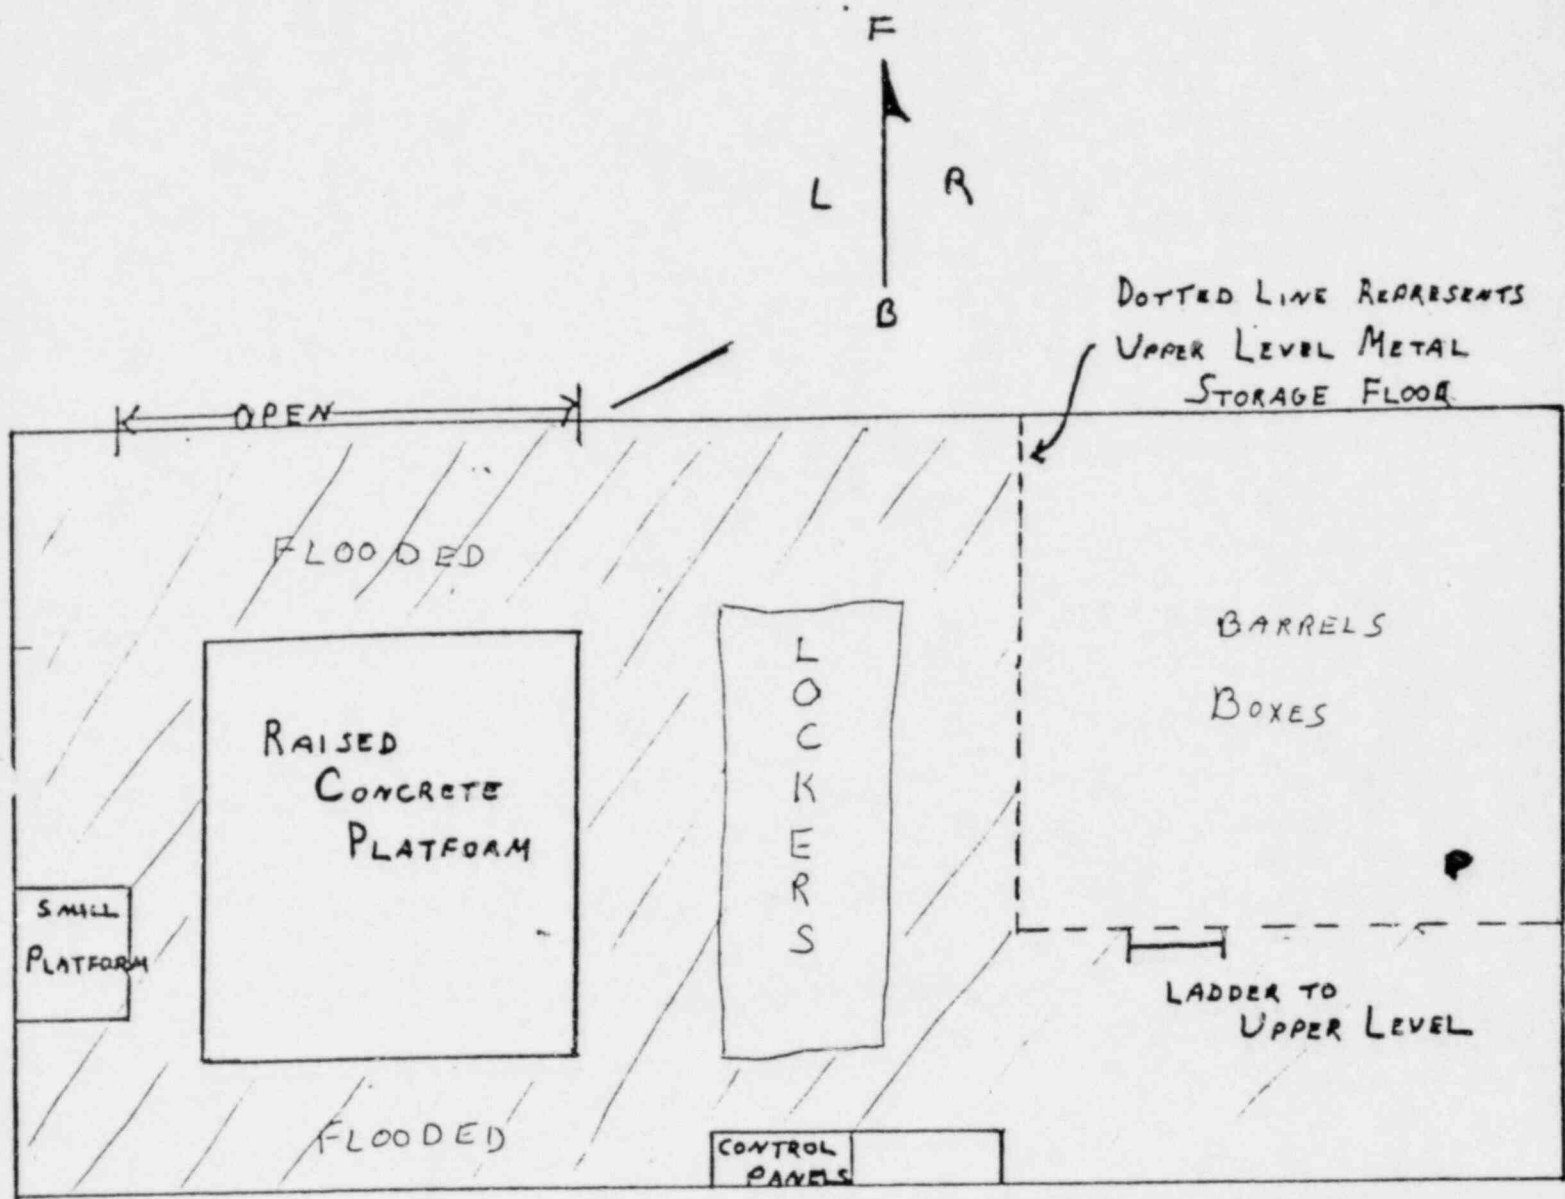 F
L R
B
DOTTED LINE REPRESENTS
UPPER LEVEL METAL
STORAGE FLOOR
OPEN
FLOODED
LOCKERS
BARRELS
BOXES
RAISED
CONCRETE
PLATFORM
P
SMALL
PLATFORM
LADDER TO
UPPER LEVEL
FLOODED
CONTROL
PANELS